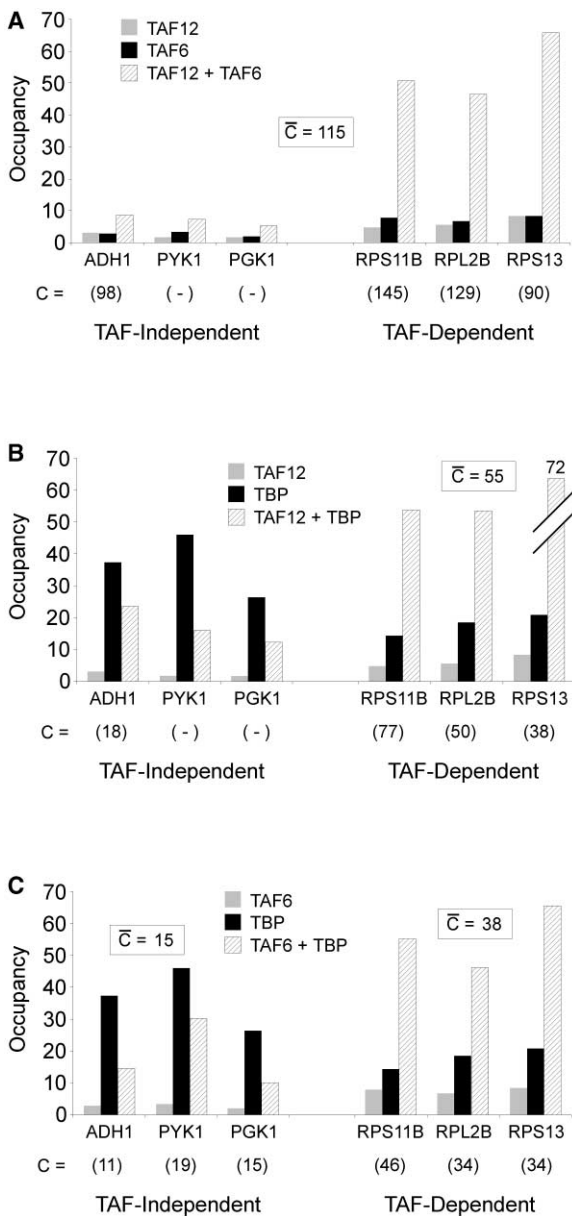 A
TAF12
TAF6
TAF12 + TAF6
C̅ = 115
Occupancy
70
60
50
40
30
20
10
0
ADH1 PYK1 PGK1 RPS11B RPL2B RPS13
C = (98) ( - ) ( - ) (145) (129) (90)
TAF-Independent TAF-Dependent
B
TAF12
TBP
TAF12 + TBP
C̅ = 55
72
Occupancy
70
60
50
40
30
20
10
0
ADH1 PYK1 PGK1 RPS11B RPL2B RPS13
C = (18) ( - ) ( - ) (77) (50) (38)
TAF-Independent TAF-Dependent
C
TAF6
TBP
TAF6 + TBP
C̅ = 15
C̅ = 38
Occupancy
70
60
50
40
30
20
10
0
ADH1 PYK1 PGK1 RPS11B RPL2B RPS13
C = (11) (19) (15) (46) (34) (34)
TAF-Independent TAF-Dependent